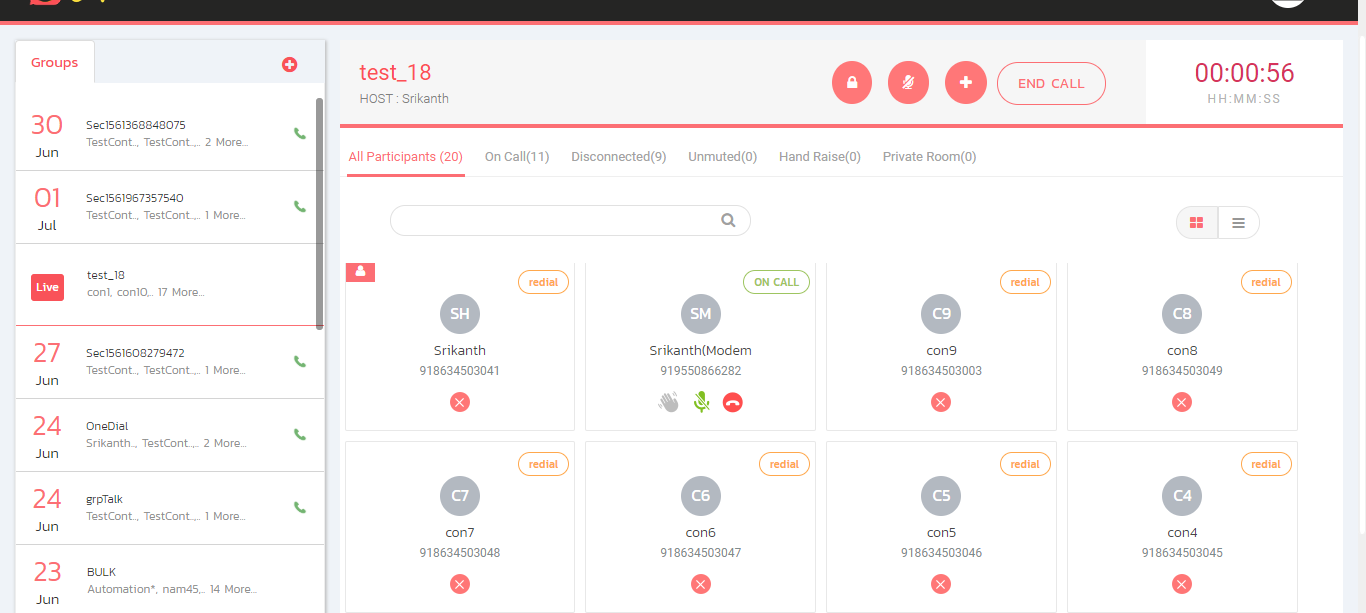 Groups
30
Jun
Sec1561368848075
TestCont.., TestCont.,.. 2 More...
01
Jul
Sec1561967357540
TestCont.., TestCont.,.. 1 More...
Live
test_18
con1, con10,.. 17 More...
27
Jun
Sec1561608279472
TestCont.., TestCont.,.. 1 More...
24
Jun
OneDial
Srikanth.., TestCont.,.. 2 More...
24
Jun
grpTalk
TestCont.., TestCont.,.. 1 More...
23
Jun
BULK
Automation*, nam45,.. 14 More...
test_18
HOST : Srikanth
END CALL
00:00:56
HH:MM:SS
All Participants (20) On Call(11) Disconnected(9) Unmuted(0) Hand Raise(0) Private Room(0)
redial
SH
Srikanth
918634503041
ON CALL
SM
Srikanth(Modem
919550866282
redial
C9
con9
918634503003
redial
C8
con8
918634503049
redial
C7
con7
918634503048
redial
C6
con6
918634503047
redial
C5
con5
918634503046
redial
C4
con4
918634503045